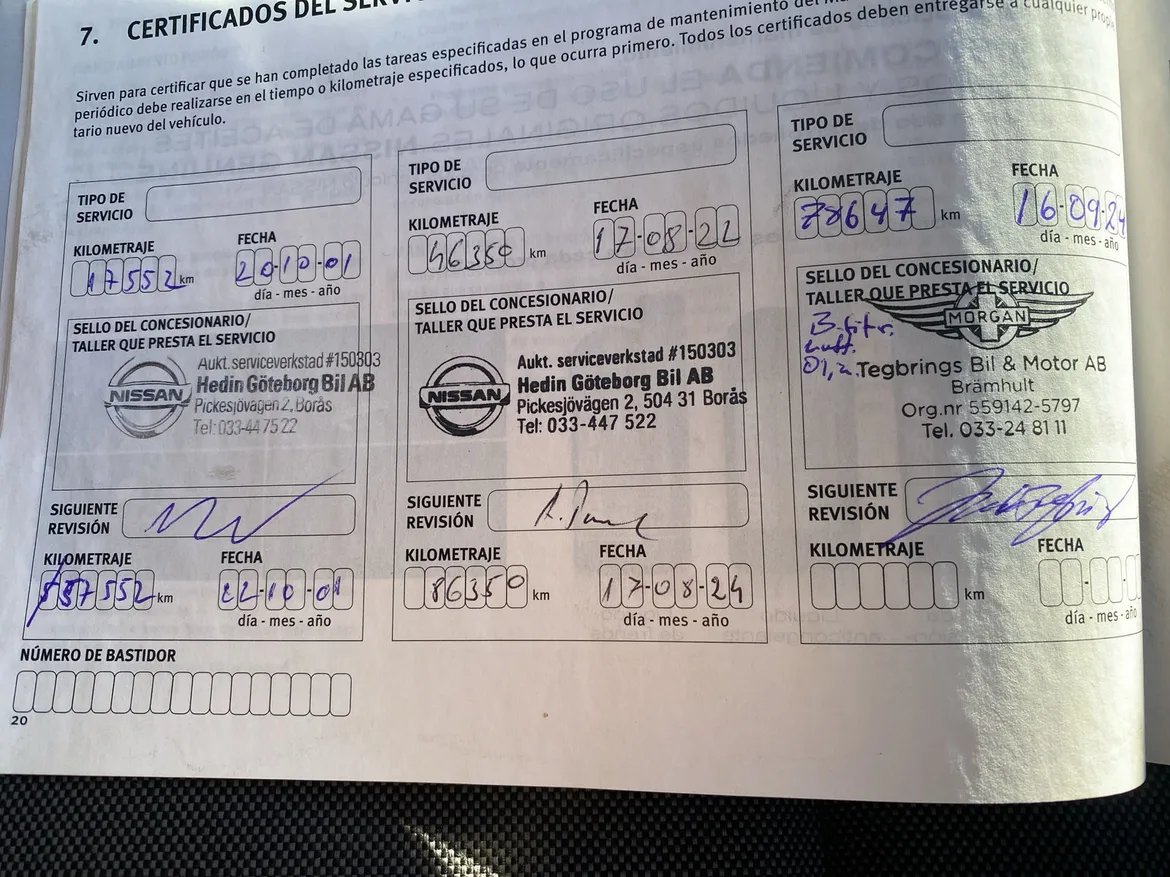 7. CERTIFICADOS DEL
Sirven para certificar que se han completado las tareas especificadas en el programa de mantenimiento del
periódico debe realizarse en el tiempo o kilometraje especificados, lo que ocurra primero. Todos los certificados deben entregarse a cualquier
tario nuevo del vehículo.
TIPO DE
SERVICIO
KILOMETRAJE
FECHA
17552 km
20-10-01
día - mes - año
SELLO DEL CONCESIONARIO/
TALLER QUE PRESTA EL SERVICIO
NISSAN
Aukt. serviceverkstad #150303
Hedin Göteborg Bil AB
Pickesjövägen 2, Borås
Tel: 033-447522
SIGUIENTE
REVISIÓN
KILOMETRAJE
FECHA
km
día - mes - año
TIPO DE
SERVICIO
KILOMETRAJE
FECHA
46350 km
17-08-22
día - mes - año
SELLO DEL CONCESIONARIO/
TALLER QUE PRESTA EL SERVICIO
NISSAN
Aukt. serviceverkstad #150303
Hedin Göteborg Bil AB
Pickesjövägen 2, 504 31 Borås
Tel: 033-447 522
SIGUIENTE
REVISIÓN
KILOMETRAJE
FECHA
86350 km
17-08-24
día - mes - año
TIPO DE
SERVICIO
KILOMETRAJE
FECHA
78647 km
16-09-24
día - mes - año
SELLO DEL CONCESIONARIO/
TALLER QUE PRESTA EL SERVICIO
MORGAN
Tegbrings Bil & Motor AB
Brämhult
Org.nr 559142-5797
Tel. 033-24 81 11
SIGUIENTE
REVISIÓN
KILOMETRAJE
FECHA
km
día - mes - año
NÚMERO DE BASTIDOR
20